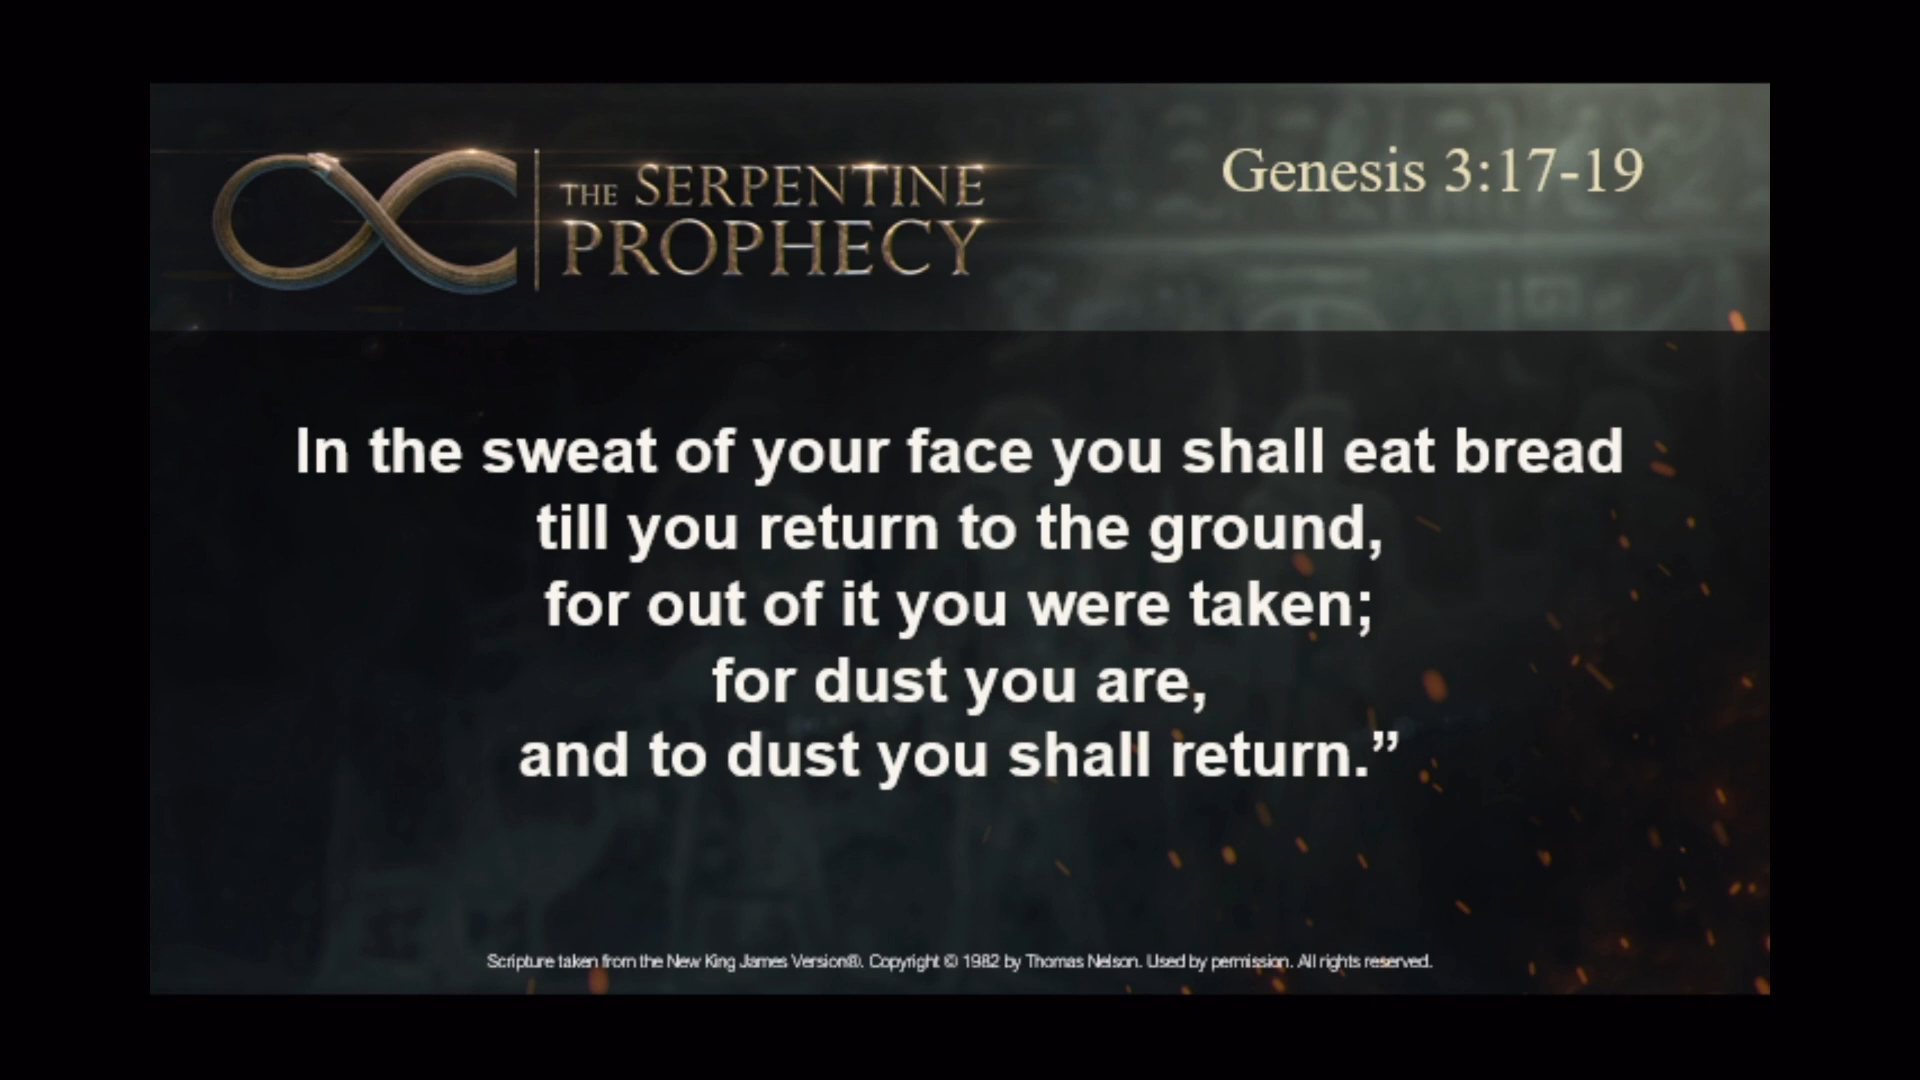 THE SERPENTINE
PROPHECY
Genesis 3:17-19
In the sweat of your face you shall eat bread
till you return to the ground,
for out of it you were taken;
for dust you are,
and to dust you shall return.”
Scripture taken from the New King James Version®. Copyright © 1982 by Thomas Nelson. Used by permission. All rights reserved.